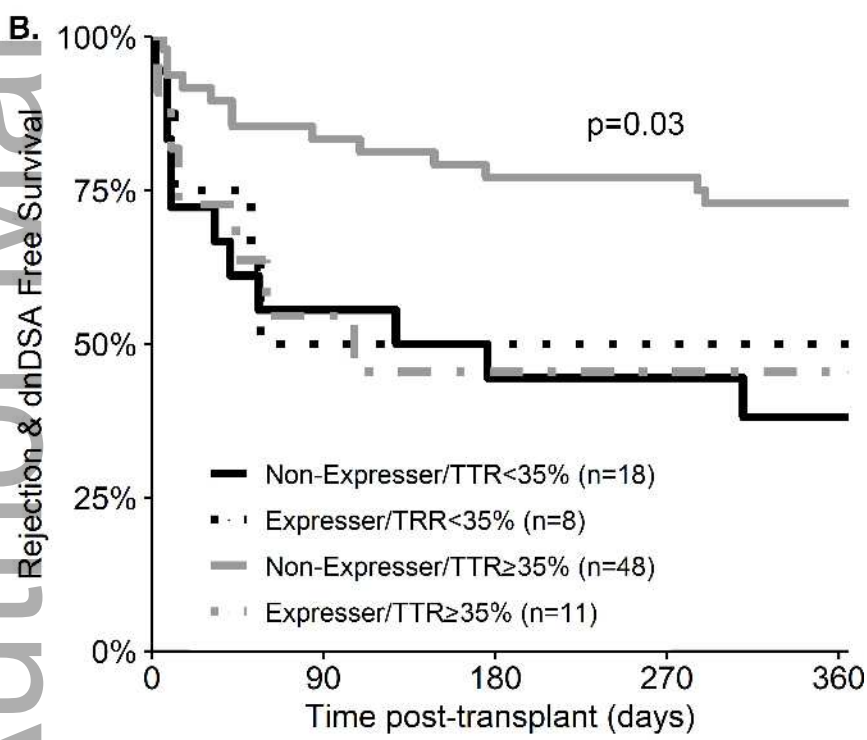 B.
100%
75%
50%
25%
0%
Rejection & dnDSA Free Survival
p=0.03
Non-Expresser/TTR<35% (n=18)
Expresser/TRR<35% (n=8)
Non-Expresser/TTR≥35% (n=48)
Expresser/TTR≥35% (n=11)
0 90 180 270 360
Time post-transplant (days)